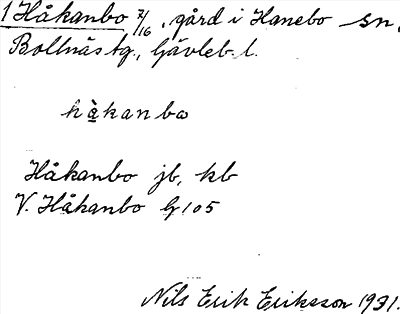 1 Håkanbo 7/16, gård i Hanebo sn,
Bollnäs tg., Gävleb. l.
hàkanbo
Håkanbo jb, kb
V. Håkanbo G 105
Nils Erik Eriksson 1931.